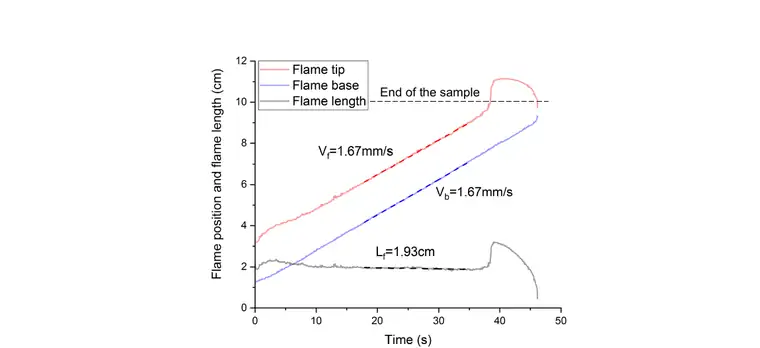 12
10
8
6
4
2
0
Flame position and flame length (cm)
Flame tip
Flame base
Flame length
End of the sample
Vf=1.67mm/s
Vb=1.67mm/s
Lf=1.93cm
0 10 20 30 40 50
Time (s)